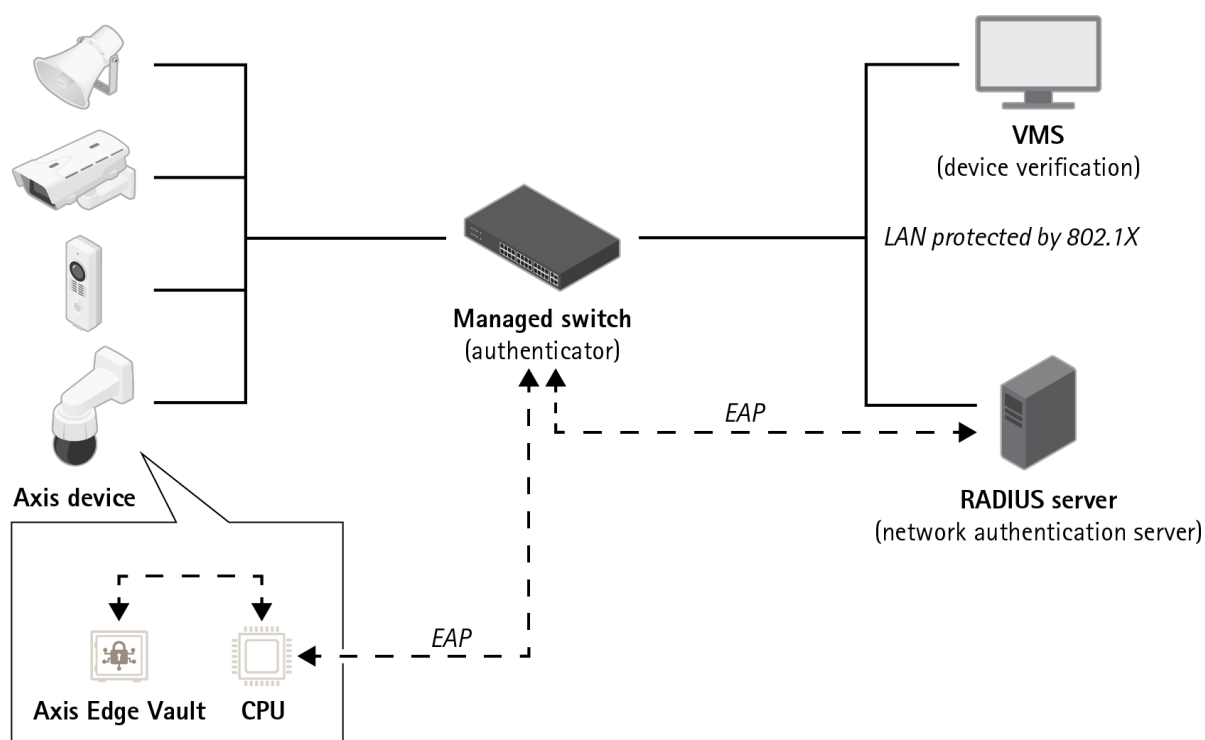 VMS
(device verification)
LAN protected by 802.1X
Managed switch
(authenticator)
EAP
Axis device
RADIUS server
(network authentication server)
EAP
Axis Edge Vault
CPU